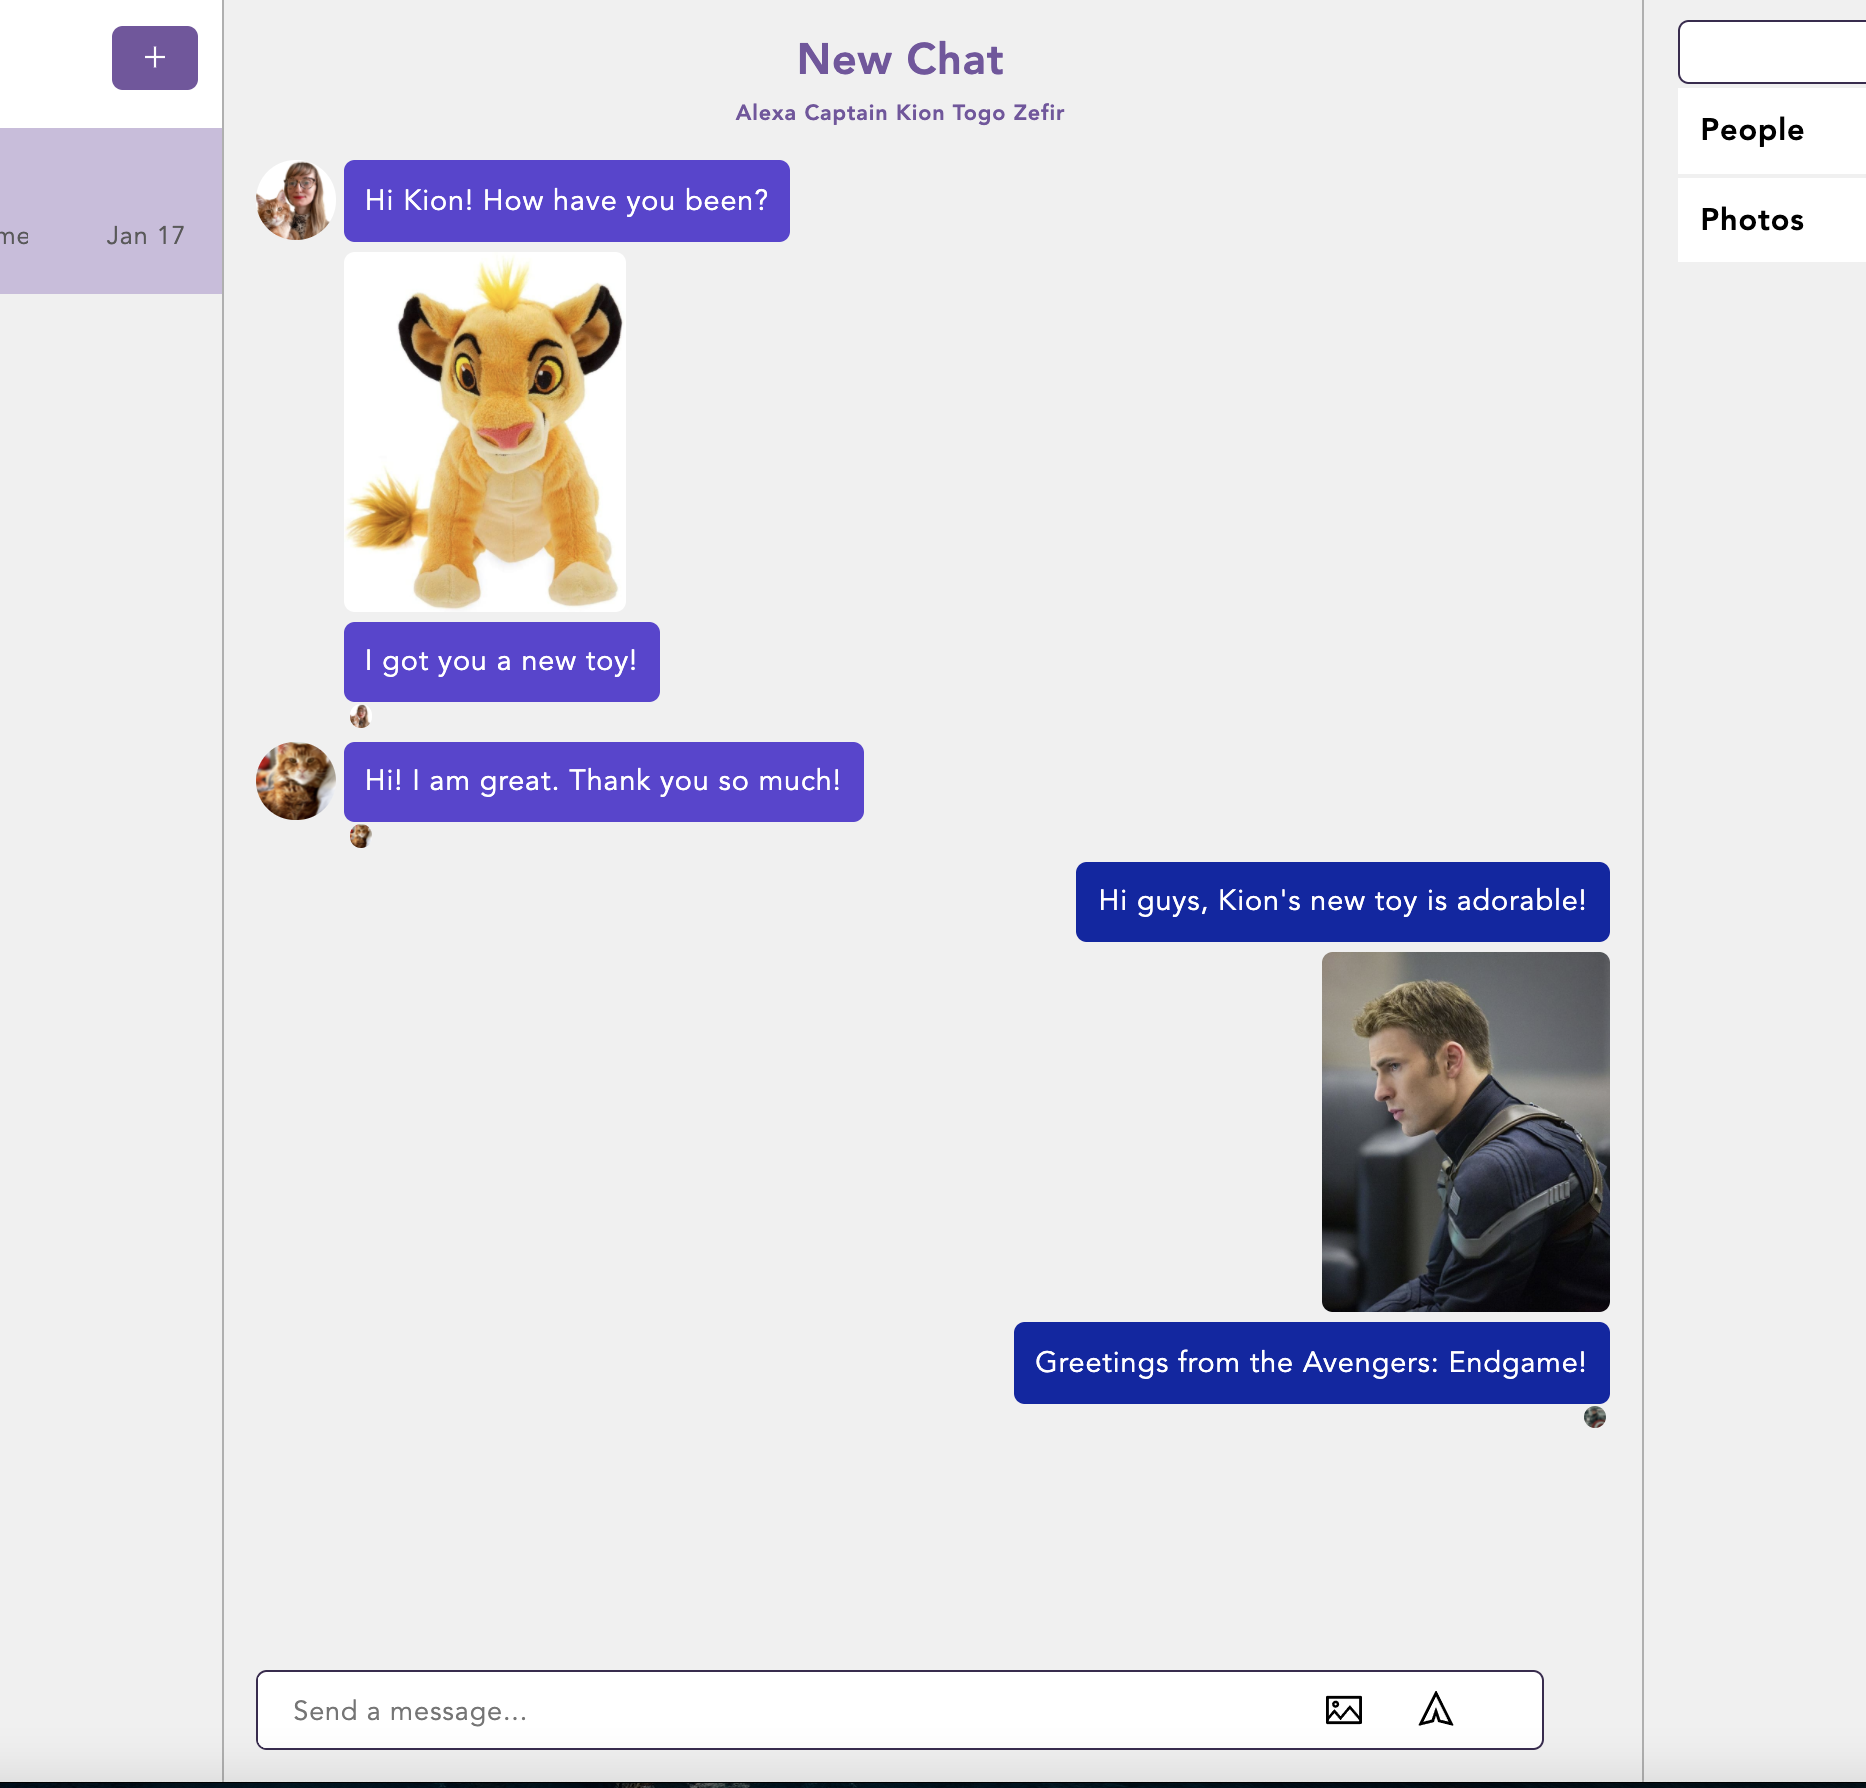 +
New Chat
Alexa Captain Kion Togo Zefir
me Jan 17
People
Photos
Hi Kion! How have you been?
I got you a new toy!
Hi! I am great. Thank you so much!
Hi guys, Kion's new toy is adorable!
Greetings from the Avengers: Endgame!
Send a message...